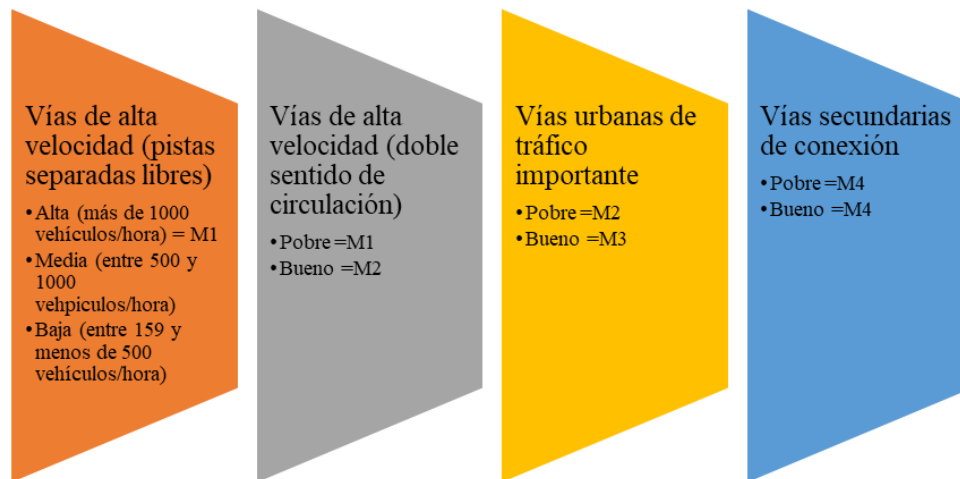 Vías de alta
velocidad (pistas
separadas libres)
•Alta (más de 1000
vehículos/hora) = M1
•Media (entre 500 y
1000
vehpiculos/hora)
•Baja (entre 159 y
menos de 500
vehículos/hora)
Vías de alta
velocidad (doble
sentido de
circulación)
•Pobre =M1
•Bueno =M2
Vías urbanas de
tráfico
importante
•Pobre =M2
•Bueno =M3
Vías secundarias
de conexión
•Pobre =M4
•Bueno =M4